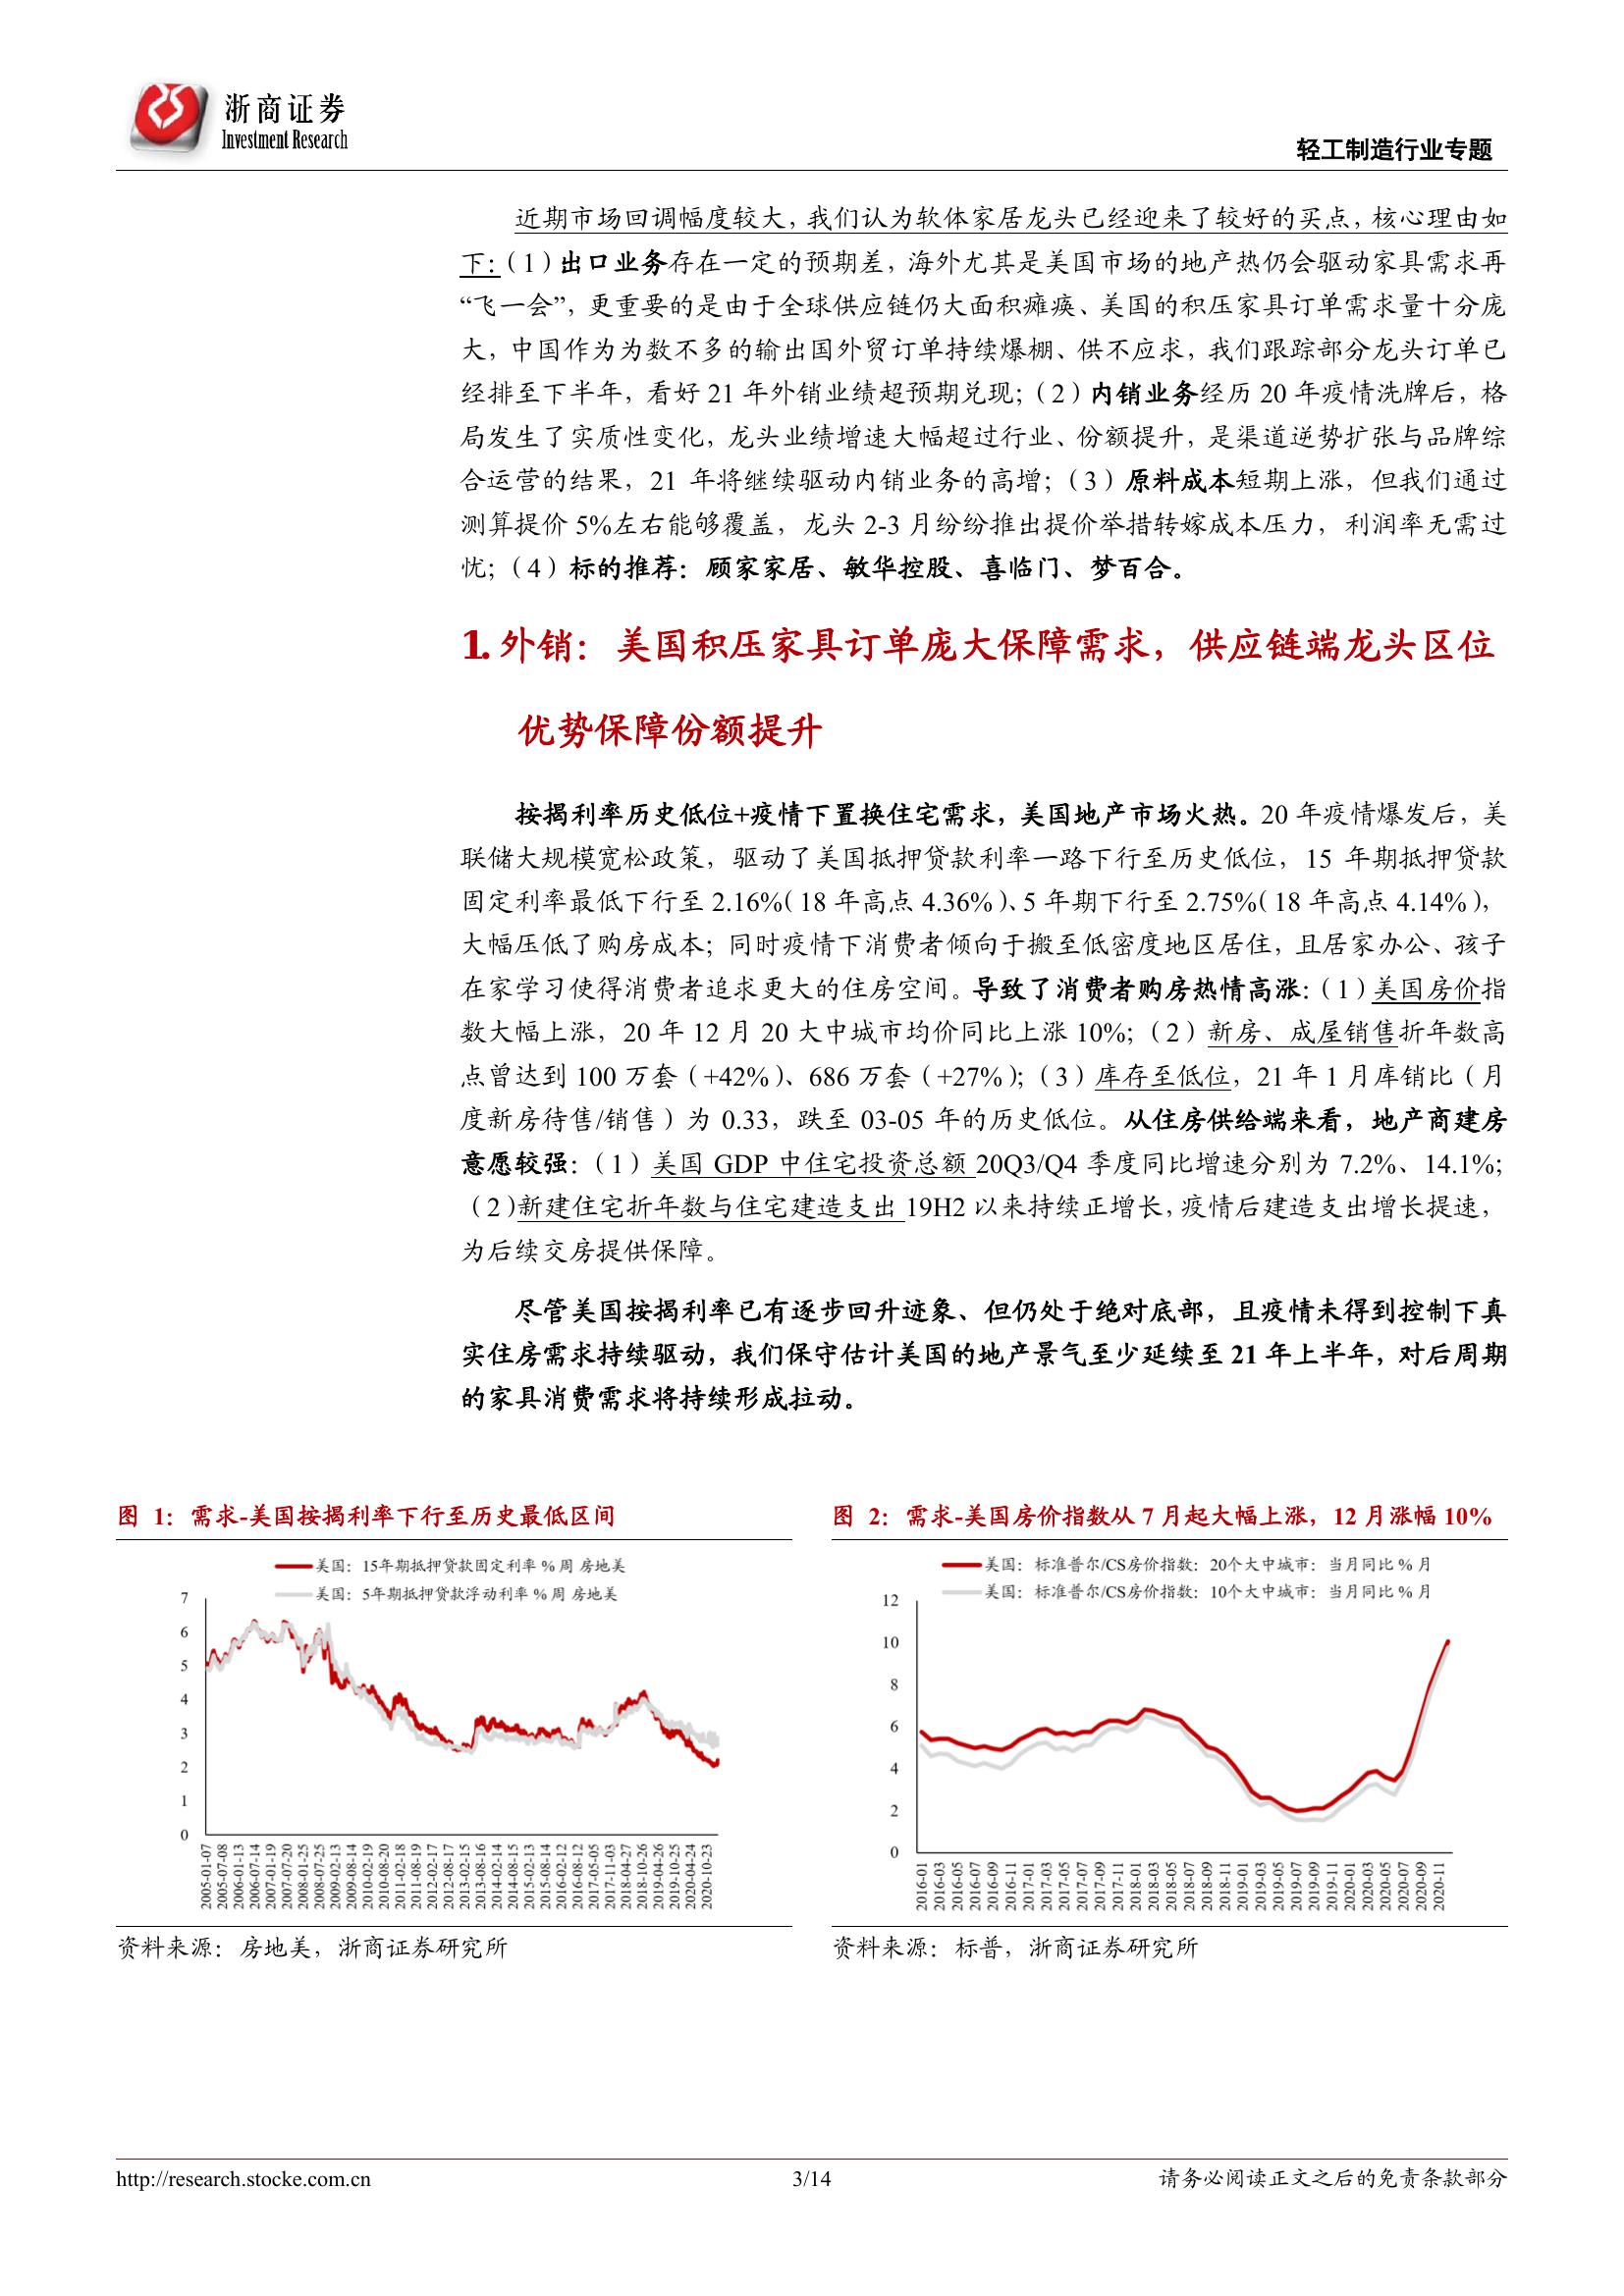 浙商证券
Investment Research
轻工制造行业专题
近期市场回调幅度较大，我们认为软体家居龙头已经迎来了较好的买点，核心理由如
下：（1）出口业务存在一定的预期差，海外尤其是美国市场的地产热仍会驱动家具需求再
“飞一会”，更重要的是由于全球供应链仍大面积瘫痪、美国的积压家具订单需求量十分庞
大，中国作为为数不多的输出国外贸订单持续爆棚、供不应求，我们跟踪部分龙头订单已
经排至下半年，看好 21 年外销业绩超预期兑现；（2）内销业务经历 20 年疫情洗牌后，格
局发生了实质性变化，龙头业绩增速大幅超过行业、份额提升，是渠道逆势扩张与品牌综
合运营的结果，21 年将继续驱动内销业务的高增；（3）原料成本短期上涨，但我们通过
测算提价 5%左右能够覆盖，龙头 2-3 月纷纷推出提价举措转嫁成本压力，利润率无需过
忧；（4）标的推荐：顾家家居、敏华控股、喜临门、梦百合。
1. 外销：美国积压家具订单庞大保障需求，供应链端龙头区位
优势保障份额提升
按揭利率历史低位+疫情下置换住宅需求，美国地产市场火热。20 年疫情爆发后，美
联储大规模宽松政策，驱动了美国抵押贷款利率一路下行至历史低位，15 年期抵押贷款
固定利率最低下行至 2.16%（18 年高点 4.36%）、5 年期下行至 2.75%（18 年高点 4.14%），
大幅压低了购房成本；同时疫情下消费者倾向于搬至低密度地区居住，且居家办公、孩子
在家学习使得消费者追求更大的住房空间。导致了消费者购房热情高涨：（1）美国房价指
数大幅上涨，20 年 12 月 20 大中城市均价同比上涨 10%；（2）新房、成屋销售折年数高
点曾达到 100 万套（+42%）、686 万套（+27%）；（3）库存至低位，21 年 1 月库销比（月
度新房待售/销售）为 0.33，跌至 03-05 年的历史低位。从住房供给端来看，地产商建房
意愿较强：（1）美国 GDP 中住宅投资总额 20Q3/Q4 季度同比增速分别为 7.2%、14.1%；
（2）新建住宅折年数与住宅建造支出 19H2 以来持续正增长，疫情后建造支出增长提速，
为后续交房提供保障。
尽管美国按揭利率已有逐步回升迹象、但仍处于绝对底部，且疫情未得到控制下真
实住房需求持续驱动，我们保守估计美国的地产景气至少延续至 21 年上半年，对后周期
的家具消费需求将持续形成拉动。
图 1：需求-美国按揭利率下行至历史最低区间
美国：15年期抵押贷款固定利率 % 周 房地美
美国：5年期抵押贷款浮动利率 % 周 房地美
7
6
5
4
3
2
1
0
2005-01-07
2005-07-08
2006-01-13
2006-07-14
2007-01-19
2007-07-20
2008-01-25
2008-07-25
2009-02-13
2009-08-14
2010-02-19
2010-08-20
2011-02-18
2011-08-19
2012-02-17
2012-08-17
2013-02-15
2013-08-16
2014-02-14
2014-08-15
2015-02-13
2015-08-14
2016-02-12
2016-08-12
2017-05-05
2017-11-03
2018-04-27
2018-10-26
2019-04-26
2019-10-25
2020-04-24
2020-10-23
资料来源：房地美，浙商证券研究所
图 2：需求-美国房价指数从 7 月起大幅上涨，12 月涨幅 10%
美国：标准普尔/CS房价指数：20个大中城市：当月同比 % 月
美国：标准普尔/CS房价指数：10个大中城市：当月同比 % 月
12
10
8
6
4
2
0
2016-01
2016-03
2016-05
2016-07
2016-09
2016-11
2017-01
2017-03
2017-05
2017-07
2017-09
2017-11
2018-01
2018-03
2018-05
2018-07
2018-09
2018-11
2019-01
2019-03
2019-05
2019-07
2019-09
2019-11
2020-01
2020-03
2020-05
2020-07
2020-09
2020-11
资料来源：标普，浙商证券研究所
http://research.stocke.com.cn
3/14
请务必阅读正文之后的免责条款部分